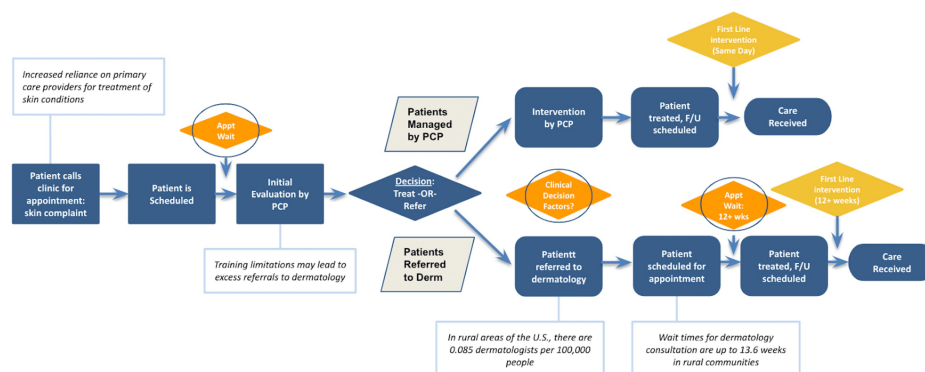 First Line
intervention
(Same Day)
Increased reliance on primary
care providers for treatment of
skin conditions
Appt
Wait
Patients
Managed
by PCP
Intervention
by PCP
Patient
treated, F/U
scheduled
Care
Received
Patient calls
clinic for
appointment:
skin complaint
Patient is
Scheduled
Initial
Evaluation by
PCP
Decision:
Treat -OR-
Refer
Clinical
Decision
Factors?
Appt
Wait:
12+ wks
First Line
intervention
(12+ weeks)
Training limitations may lead to
excess referrals to dermatology
Patients
Referred
to Derm
Patientt
referred to
dermatology
Patient
scheduled for
appointment
Patient
treated, F/U
scheduled
Care
Received
In rural areas of the U.S., there are
0.085 dermatologists per 100,000
people
Wait times for dermatology
consultation are up to 13.6 weeks
in rural communities